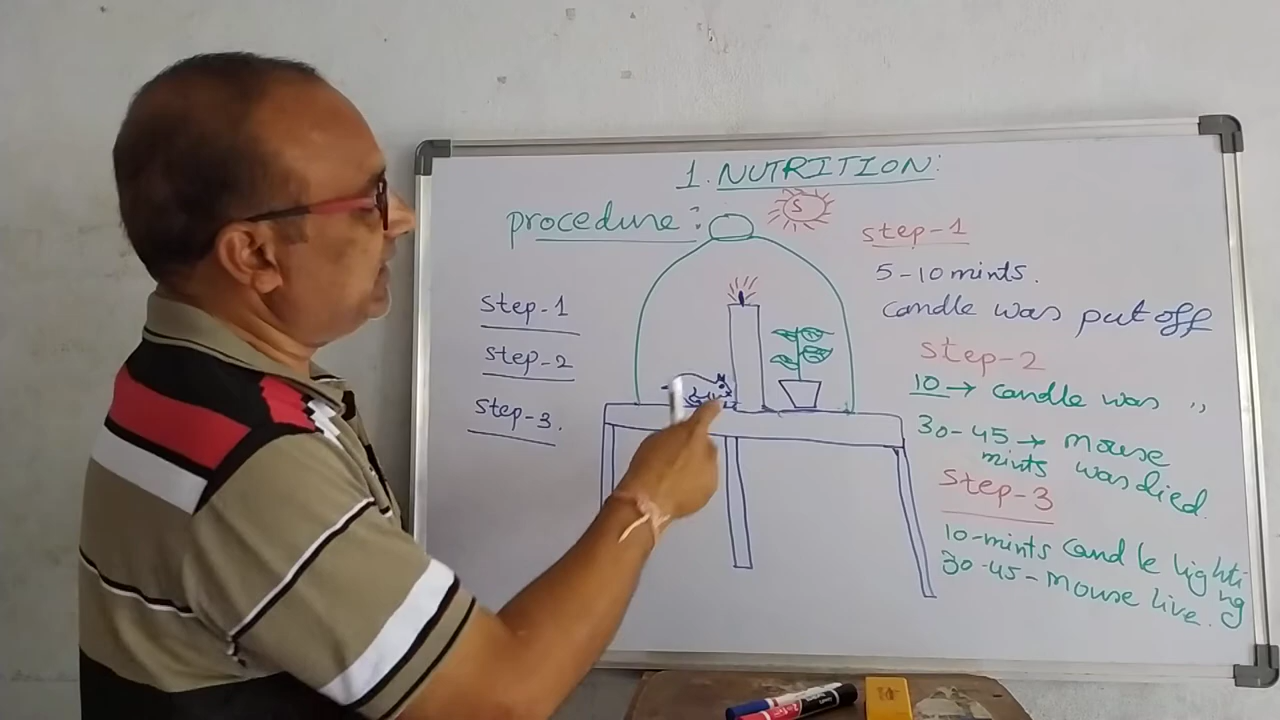 1. NUTRITION:
procedure:
S
Step-1
Step-2
Step-3.
Step-1
5-10 mints.
Candle was put off
Step-2
10 → Candle was ,,
30-45 → Mouse
mints was died.
Step-3
10-mints Candle lighti-
ng
30-45-Mouse live.